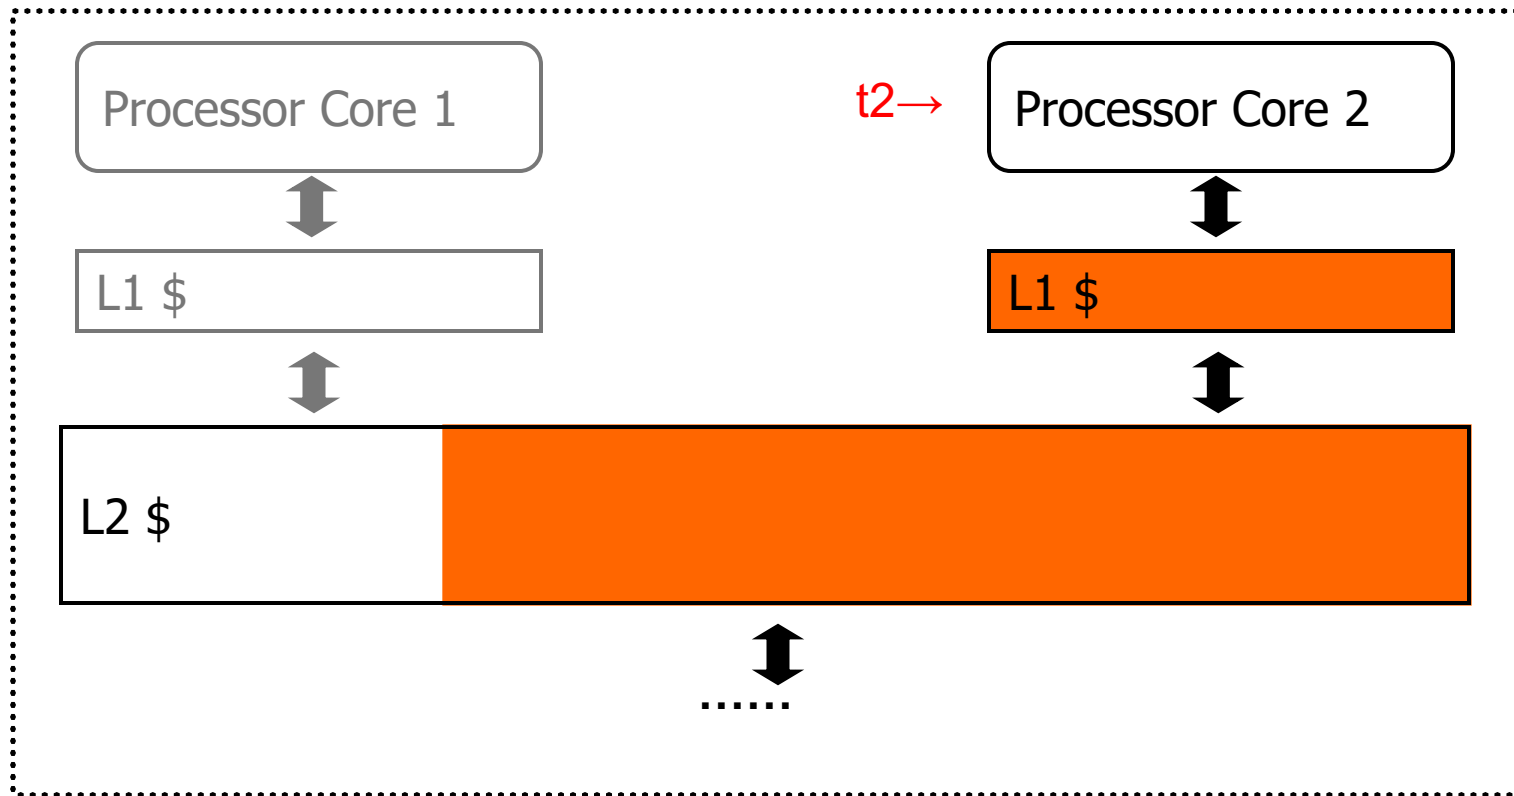 Processor Core 1
t2→
Processor Core 2
L1 $
L1 $
L2 $
......